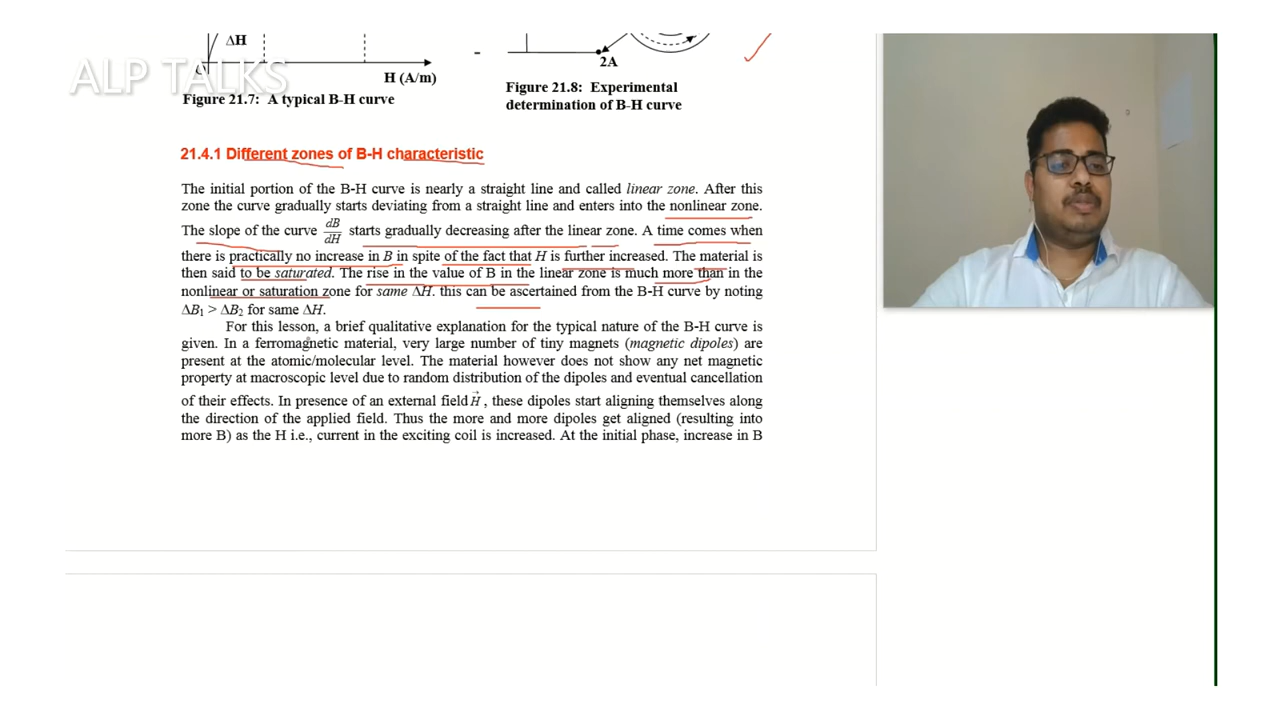 ALP TALKS
ΔH
O
H (A/m)
Figure 21.7: A typical B-H curve
-
2A
Figure 21.8: Experimental
determination of B-H curve
21.4.1 Different zones of B-H characteristic
The initial portion of the B-H curve is nearly a straight line and called linear zone. After this
zone the curve gradually starts deviating from a straight line and enters into the nonlinear zone.
The slope of the curve dB/dH starts gradually decreasing after the linear zone. A time comes when
there is practically no increase in B in spite of the fact that H is further increased. The material is
then said to be saturated. The rise in the value of B in the linear zone is much more than in the
nonlinear or saturation zone for same ΔH. this can be ascertained from the B-H curve by noting
ΔB₁ > ΔB₂ for same ΔH.
For this lesson, a brief qualitative explanation for the typical nature of the B-H curve is
given. In a ferromagnetic material, very large number of tiny magnets (magnetic dipoles) are
present at the atomic/molecular level. The material however does not show any net magnetic
property at macroscopic level due to random distribution of the dipoles and eventual cancellation
of their effects. In presence of an external field H⃗, these dipoles start aligning themselves along
the direction of the applied field. Thus the more and more dipoles get aligned (resulting into
more B) as the H i.e., current in the exciting coil is increased. At the initial phase, increase in B